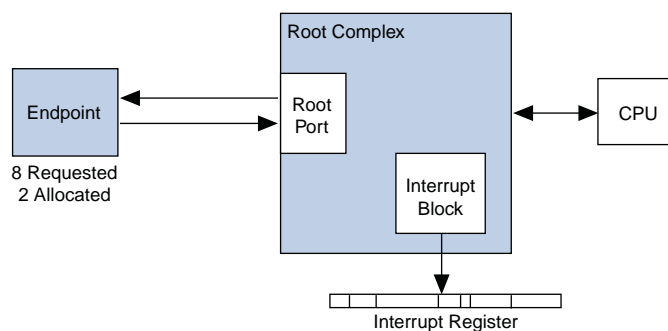 Root Complex
Endpoint
8 Requested
2 Allocated
Root
Port
CPU
Interrupt
Block
Interrupt Register